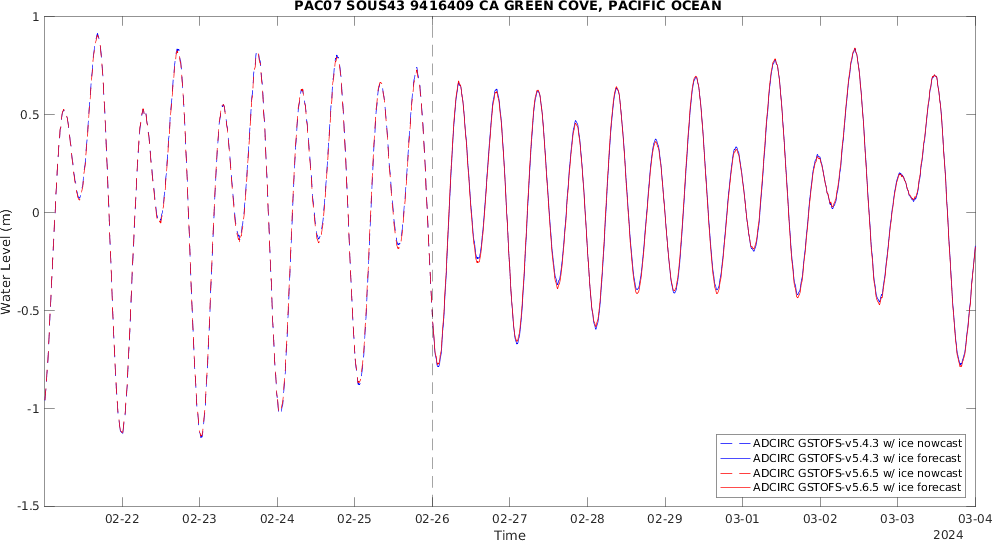 PAC07 SOUS43 9416409 CA GREEN COVE, PACIFIC OCEAN
Water Level (m)
1
0.5
0
-0.5
-1
-1.5
ADCIRC GSTOFS-v5.4.3 w/ ice nowcast
ADCIRC GSTOFS-v5.4.3 w/ ice forecast
ADCIRC GSTOFS-v5.6.5 w/ ice nowcast
ADCIRC GSTOFS-v5.6.5 w/ ice forecast
02-22 02-23 02-24 02-25 02-26 02-27 02-28 02-29 03-01 03-02 03-03 03-04
Time
2024